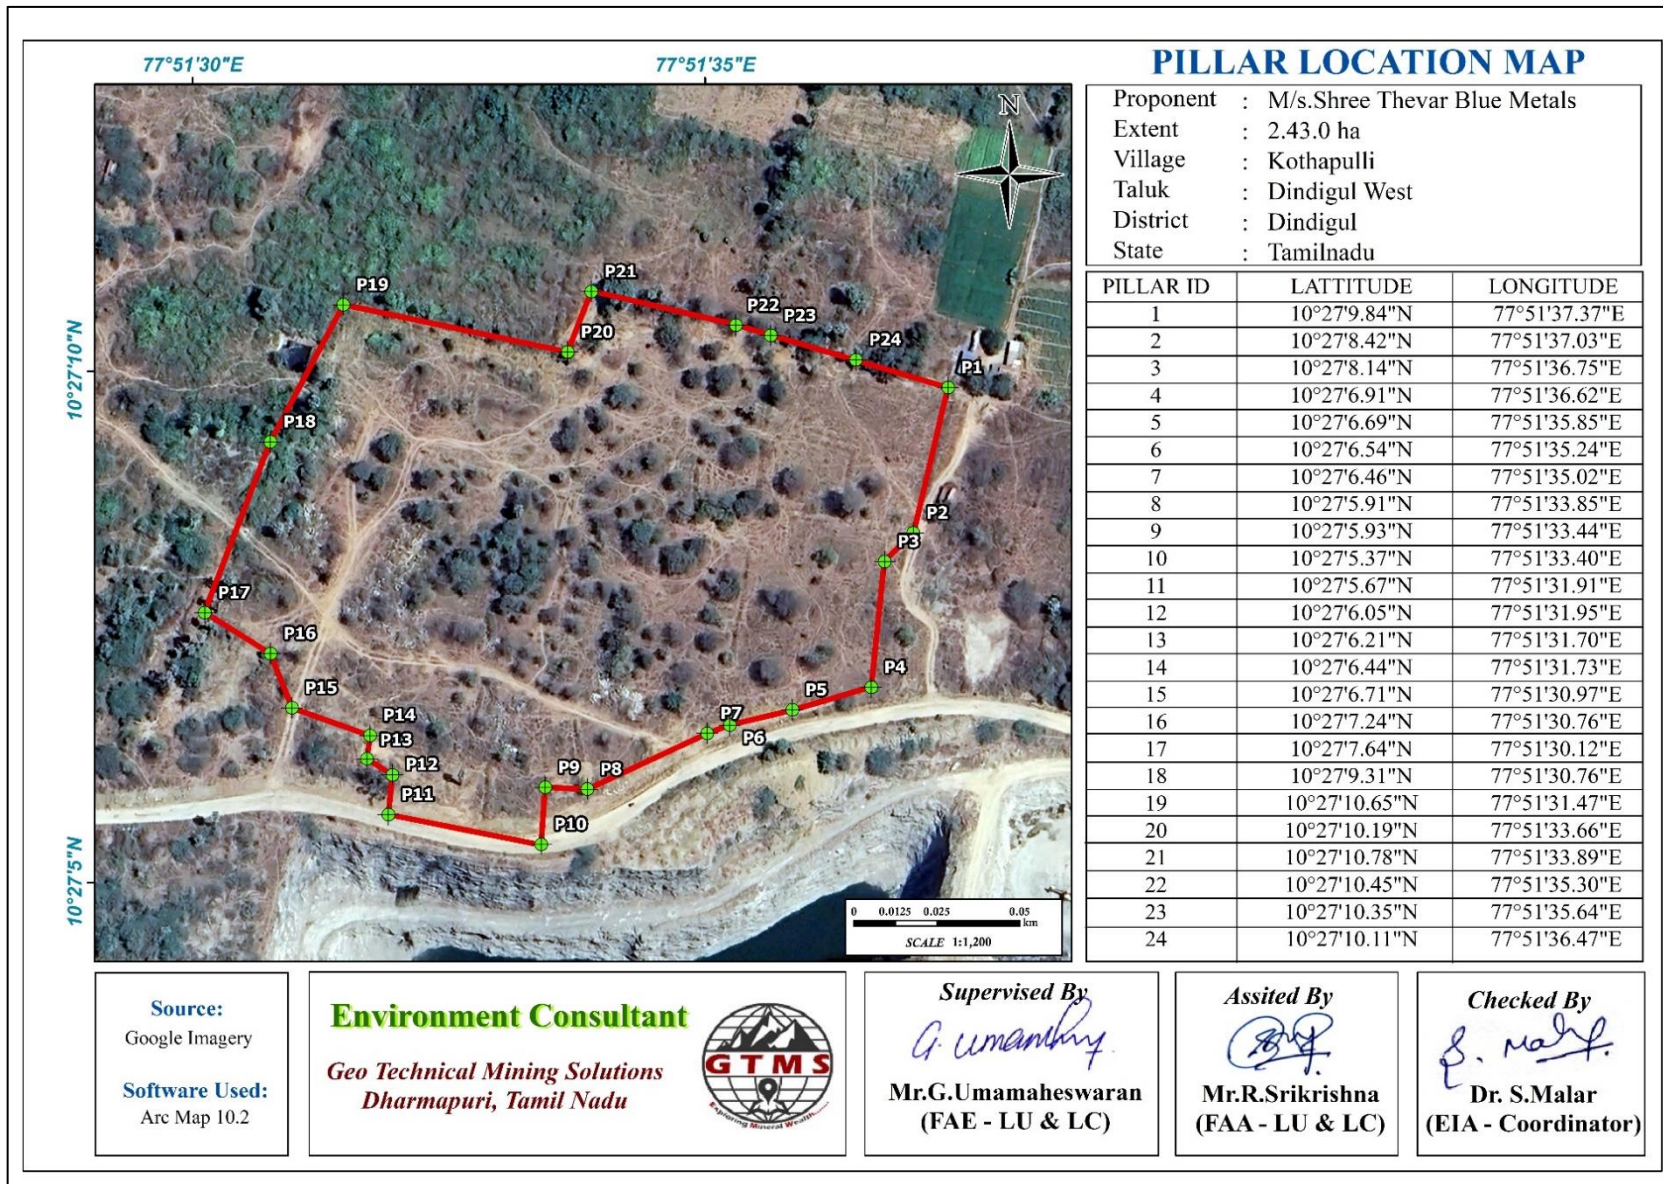 77°51'30"E
77°51'35"E
10°27'10"N
10°27'5"N
N
P21
P19
P22
P23
P20
P24
P1
P18
P2
P3
P17
P16
P4
P15
P5
P14
P7
P13
P6
P12
P9
P8
P11
P10
0 0.0125 0.025 0.05
km
SCALE 1:1,200
PILLAR LOCATION MAP
Proponent : M/s.Shree Thevar Blue Metals
Extent : 2.43.0 ha
Village : Kothapulli
Taluk : Dindigul West
District : Dindigul
State : Tamilnadu
PILLAR ID LATTITUDE LONGITUDE
1 10°27'9.84"N 77°51'37.37"E
2 10°27'8.42"N 77°51'37.03"E
3 10°27'8.14"N 77°51'36.75"E
4 10°27'6.91"N 77°51'36.62"E
5 10°27'6.69"N 77°51'35.85"E
6 10°27'6.54"N 77°51'35.24"E
7 10°27'6.46"N 77°51'35.02"E
8 10°27'5.91"N 77°51'33.85"E
9 10°27'5.93"N 77°51'33.44"E
10 10°27'5.37"N 77°51'33.40"E
11 10°27'5.67"N 77°51'31.91"E
12 10°27'6.05"N 77°51'31.95"E
13 10°27'6.21"N 77°51'31.70"E
14 10°27'6.44"N 77°51'31.73"E
15 10°27'6.71"N 77°51'30.97"E
16 10°27'7.24"N 77°51'30.76"E
17 10°27'7.64"N 77°51'30.12"E
18 10°27'9.31"N 77°51'30.76"E
19 10°27'10.65"N 77°51'31.47"E
20 10°27'10.19"N 77°51'33.66"E
21 10°27'10.78"N 77°51'33.89"E
22 10°27'10.45"N 77°51'35.30"E
23 10°27'10.35"N 77°51'35.64"E
24 10°27'10.11"N 77°51'36.47"E
Source:
Google Imagery
Software Used:
Arc Map 10.2
Environment Consultant
Geo Technical Mining Solutions
Dharmapuri, Tamil Nadu
GTMS
Exploring Mineral Wealth......
Supervised By
Mr.G.Umamaheswaran
(FAE - LU & LC)
Assited By
Mr.R.Srikrishna
(FAA - LU & LC)
Checked By
Dr. S.Malar
(EIA - Coordinator)